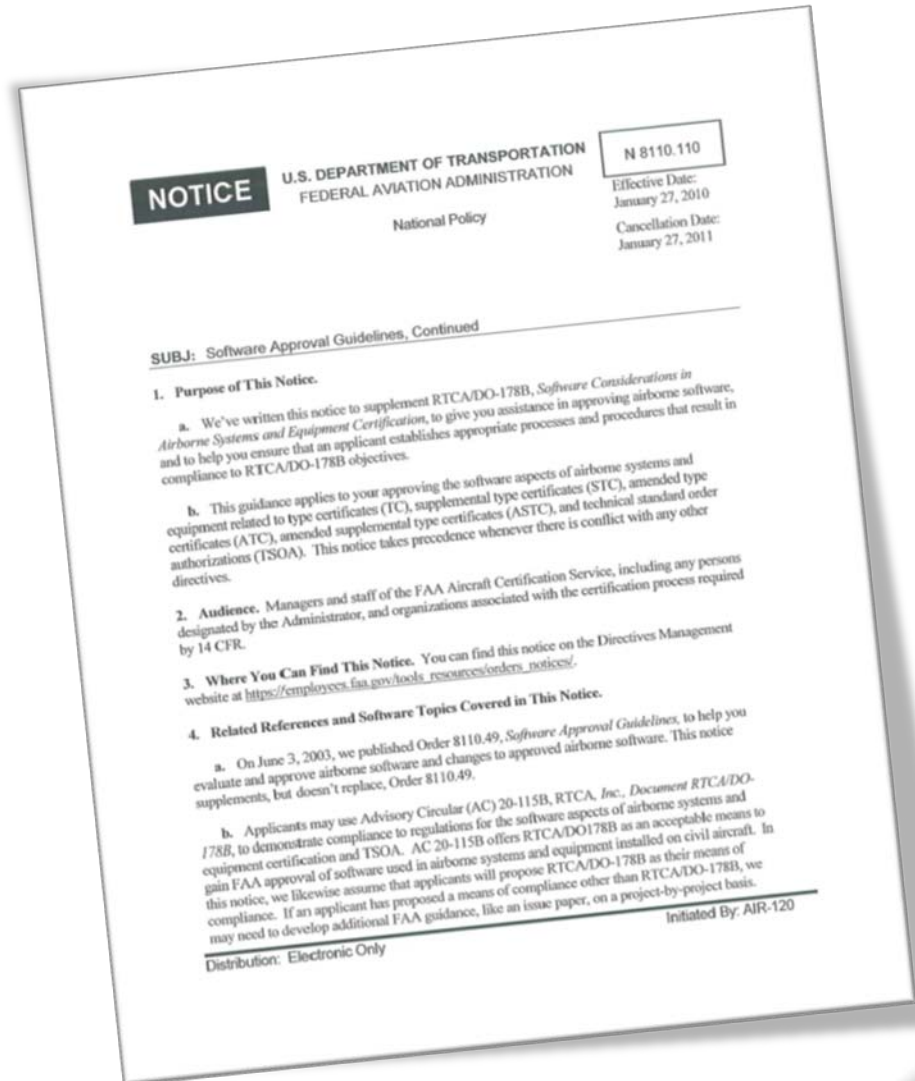 NOTICE
U.S. DEPARTMENT OF TRANSPORTATION
FEDERAL AVIATION ADMINISTRATION
National Policy
N 8110.110
Effective Date:
January 27, 2010
Cancellation Date:
January 27, 2011
SUBJ: Software Approval Guidelines, Continued
1. Purpose of This Notice.
a. We've written this notice to supplement RTCA/DO-178B, Software Considerations in
Airborne Systems and Equipment Certification, to give you assistance in approving airborne software,
and to help you ensure that an applicant establishes appropriate processes and procedures that result in
compliance to RTCA/DO-178B objectives.
b. This guidance applies to your approving the software aspects of airborne systems and
equipment related to type certificates (TC), supplemental type certificates (STC), amended type
certificates (ATC), amended supplemental type certificates (ASTC), and technical standard order
authorizations (TSOA). This notice takes precedence whenever there is conflict with any other
directives.
2. Audience. Managers and staff of the FAA Aircraft Certification Service, including any persons
designated by the Administrator, and organizations associated with the certification process required
by 14 CFR.
3. Where You Can Find This Notice. You can find this notice on the Directives Management
website at https://employees.faa.gov/tools_resources/orders_notices/.
4. Related References and Software Topics Covered in This Notice.
a. On June 3, 2003, we published Order 8110.49, Software Approval Guidelines, to help you
evaluate and approve airborne software and changes to approved airborne software. This notice
supplements, but doesn't replace, Order 8110.49.
b. Applicants may use Advisory Circular (AC) 20-115B, RTCA, Inc., Document RTCA/DO-
178B, to demonstrate compliance to regulations for the software aspects of airborne systems and
equipment certification and TSOA. AC 20-115B offers RTCA/DO178B as an acceptable means to
gain FAA approval of software used in airborne systems and equipment installed on civil aircraft. In
this notice, we likewise assume that applicants will propose RTCA/DO-178B as their means of
compliance. If an applicant has proposed a means of compliance other than RTCA/DO-178B, we
may need to develop additional FAA guidance, like an issue paper, on a project-by-project basis.
Distribution: Electronic Only
Initiated By: AIR-120